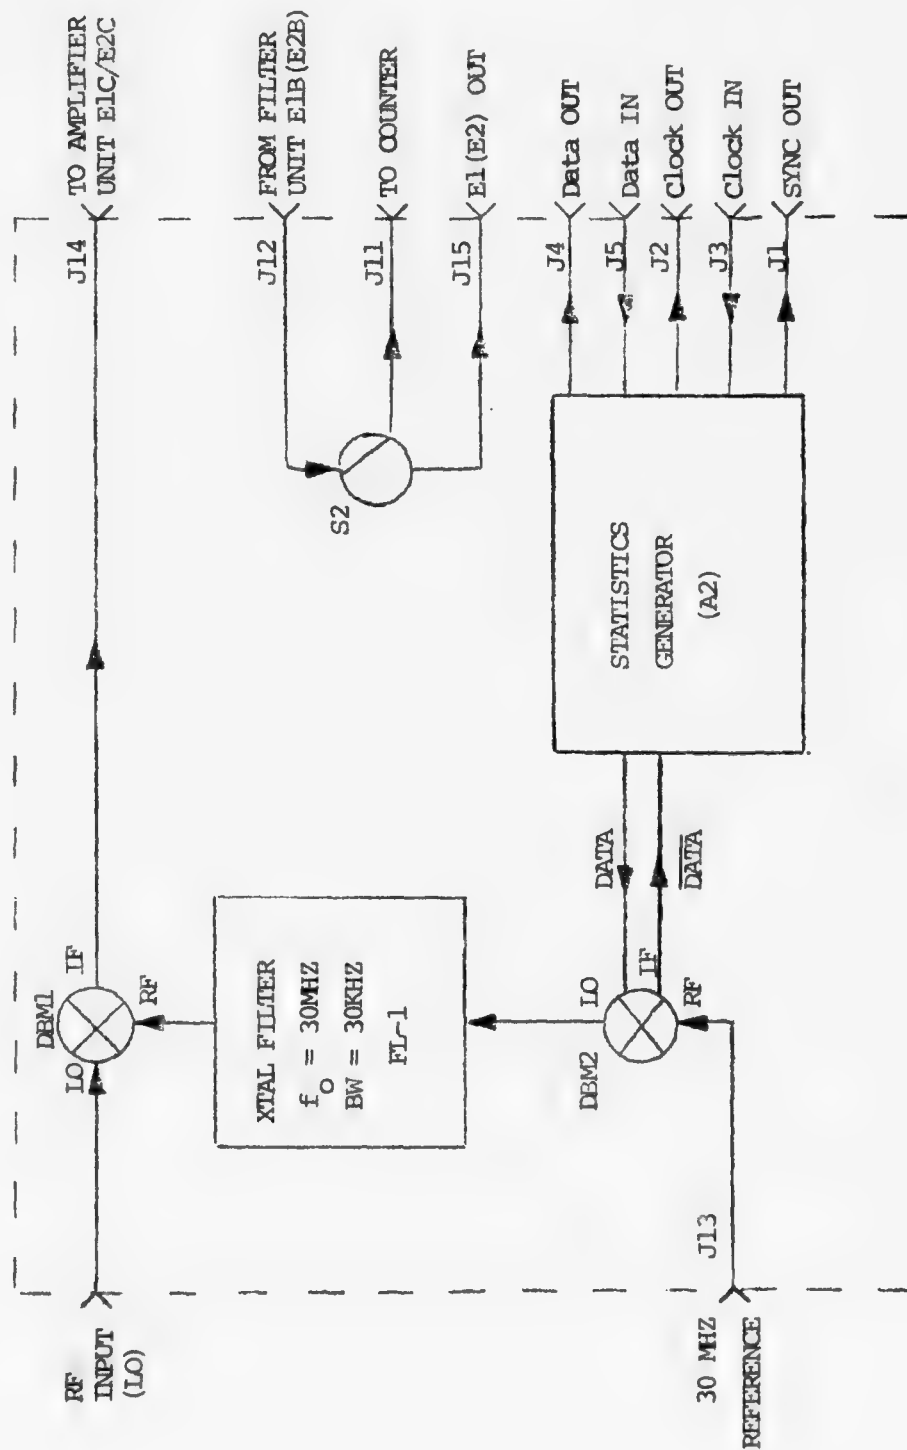 RF
INPUT
(LO)
LO
DBM1
IF
RF
J14
TO AMPLIFIER
UNIT E1C/E2C
XTAL FILTER
fo = 30MHZ
BW = 30KHZ
FL-1
S2
J12
FROM FILTER
UNIT E1B(E2B)
J11
TO COUNTER
J15
E1(E2) OUT
30 MHZ
REFERENCE
J13
DBM2
LO
IF
RF
DATA
DATA
STATISTICS
GENERATOR
(A2)
J4
Data OUT
J5
Data IN
J2
Clock OUT
J3
Clock IN
J1
SYNC OUT